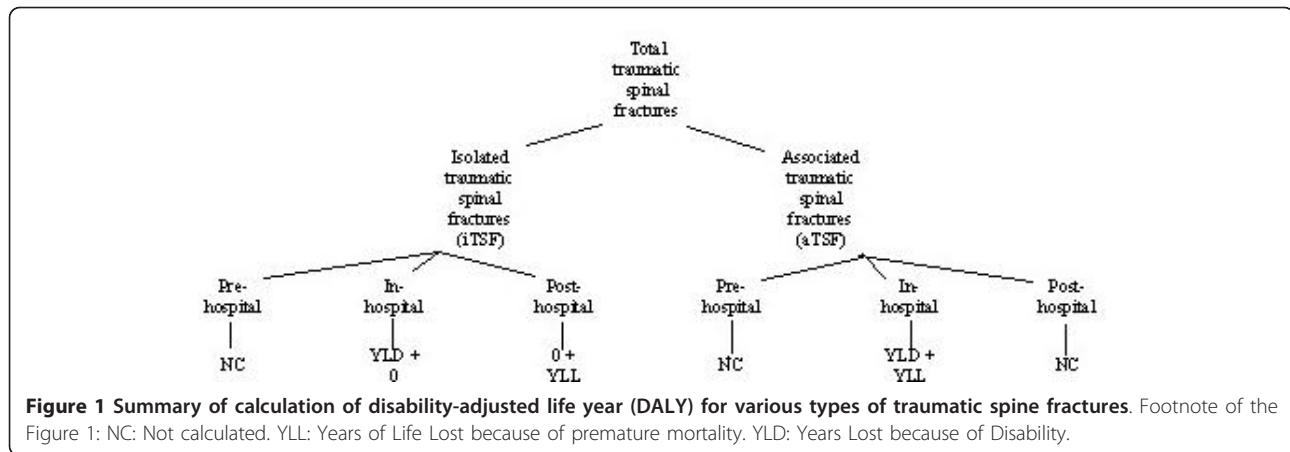 Total
traumatic
spinal
fractures
Isolated
traumatic
spinal
fractures
(iTSF)
Associated
traumatic
spinal
fractures
(aTSF)
Pre-
hospital
In-
hospital
Post-
hospital
Pre-
hospital
In-
hospital
Post-
hospital
NC
YLD +
0
0 +
YLL
NC
YLD +
YLL
NC
Figure 1 Summary of calculation of disability-adjusted life year (DALY) for various types of traumatic spine fractures. Footnote of the
Figure 1: NC: Not calculated. YLL: Years of Life Lost because of premature mortality. YLD: Years Lost because of Disability.